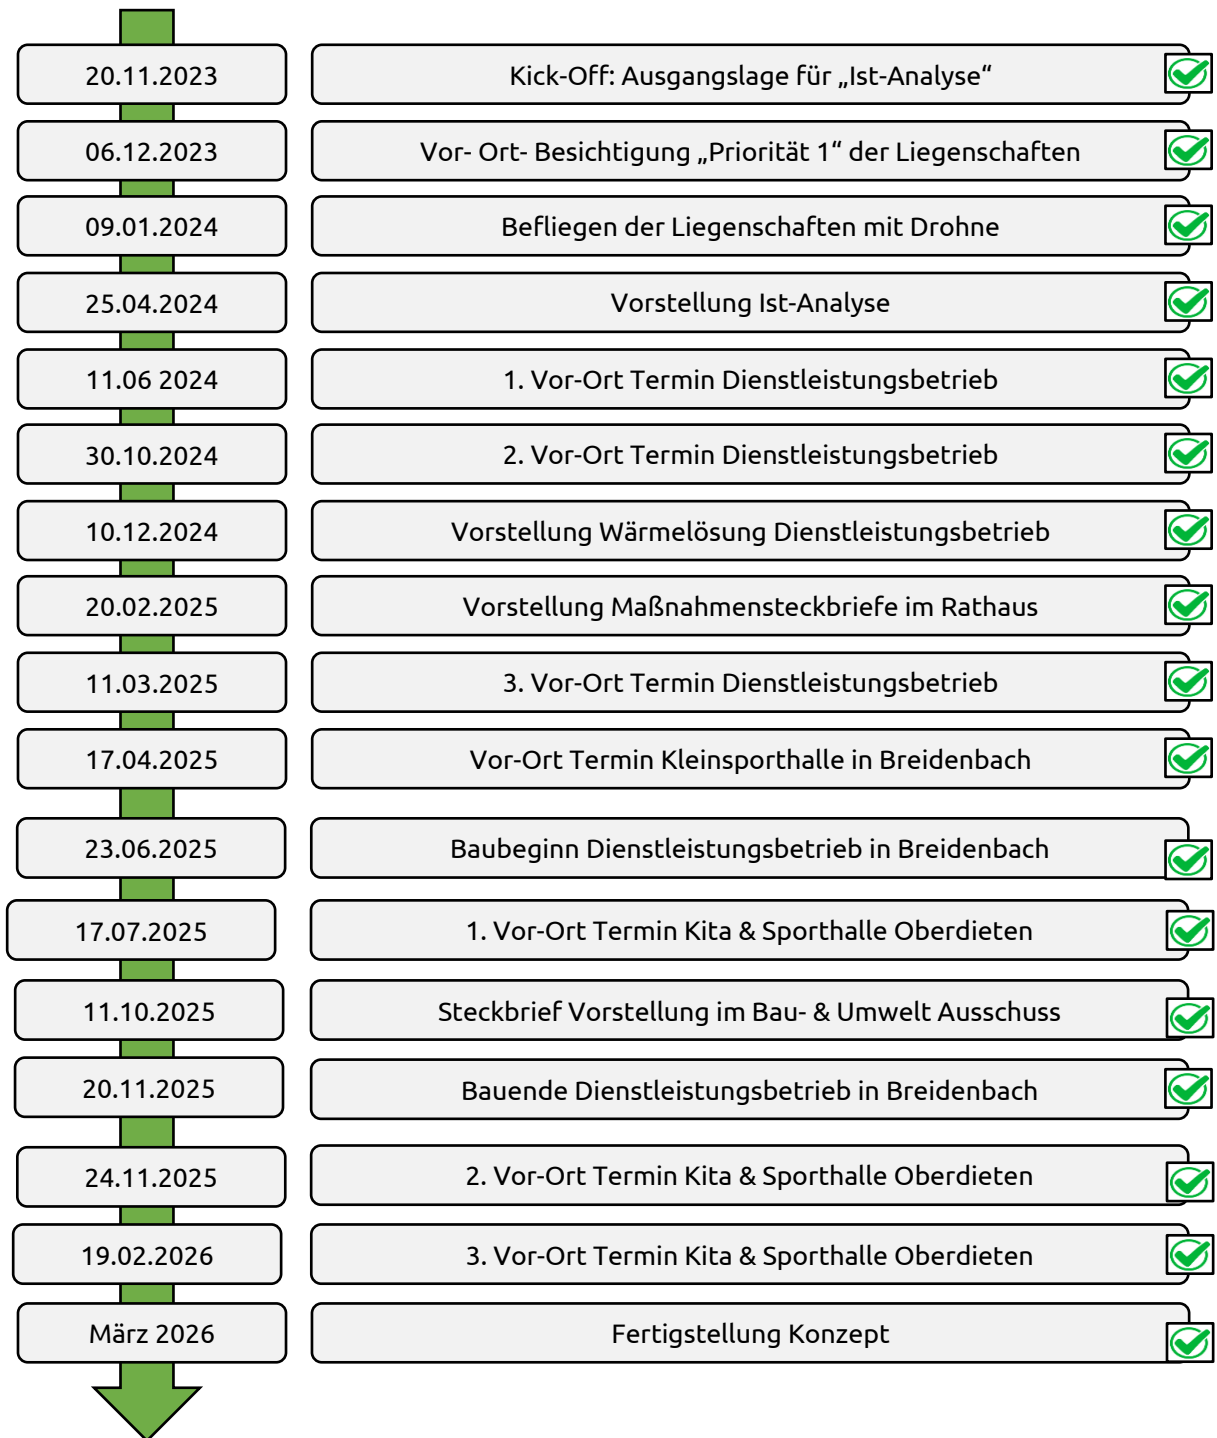 20.11.2023
Kick-Off: Ausgangslage für „Ist-Analyse“
06.12.2023
Vor- Ort- Besichtigung „Priorität 1“ der Liegenschaften
09.01.2024
Befliegen der Liegenschaften mit Drohne
25.04.2024
Vorstellung Ist-Analyse
11.06 2024
1. Vor-Ort Termin Dienstleistungsbetrieb
30.10.2024
2. Vor-Ort Termin Dienstleistungsbetrieb
10.12.2024
Vorstellung Wärmelösung Dienstleistungsbetrieb
20.02.2025
Vorstellung Maßnahmensteckbriefe im Rathaus
11.03.2025
3. Vor-Ort Termin Dienstleistungsbetrieb
17.04.2025
Vor-Ort Termin Kleinsporthalle in Breidenbach
23.06.2025
Baubeginn Dienstleistungsbetrieb in Breidenbach
17.07.2025
1. Vor-Ort Termin Kita & Sporthalle Oberdieten
11.10.2025
Steckbrief Vorstellung im Bau- & Umwelt Ausschuss
20.11.2025
Bauende Dienstleistungsbetrieb in Breidenbach
24.11.2025
2. Vor-Ort Termin Kita & Sporthalle Oberdieten
19.02.2026
3. Vor-Ort Termin Kita & Sporthalle Oberdieten
März 2026
Fertigstellung Konzept